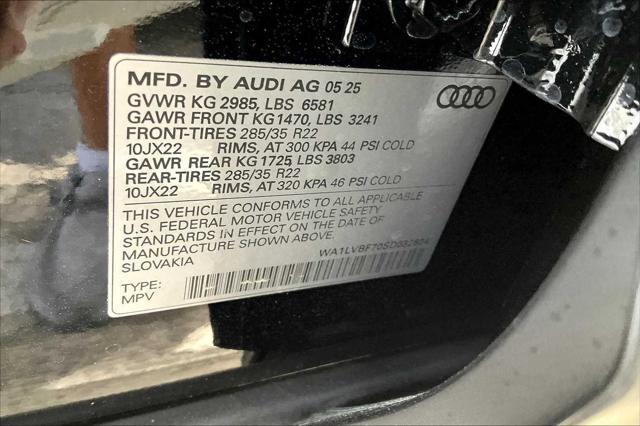 MFD. BY AUDI AG 05 25
GVWR KG 2985, LBS 6581
GAWR FRONT KG 1470, LBS 3241
FRONT-TIRES 285/35 R22
10JX22 RIMS, AT 300 KPA 44 PSI COLD
GAWR REAR KG 1725, LBS 3803
REAR-TIRES 285/35 R22
10JX22 RIMS, AT 320 KPA 46 PSI COLD
THIS VEHICLE CONFORMS TO ALL APPLICABLE
U.S. FEDERAL MOTOR VEHICLE SAFETY
STANDARDS IN EFFECT ON THE DATE OF
MANUFACTURE SHOWN ABOVE
WA1LVBF70SD032804
SLOVAKIA
TYPE:
MPV